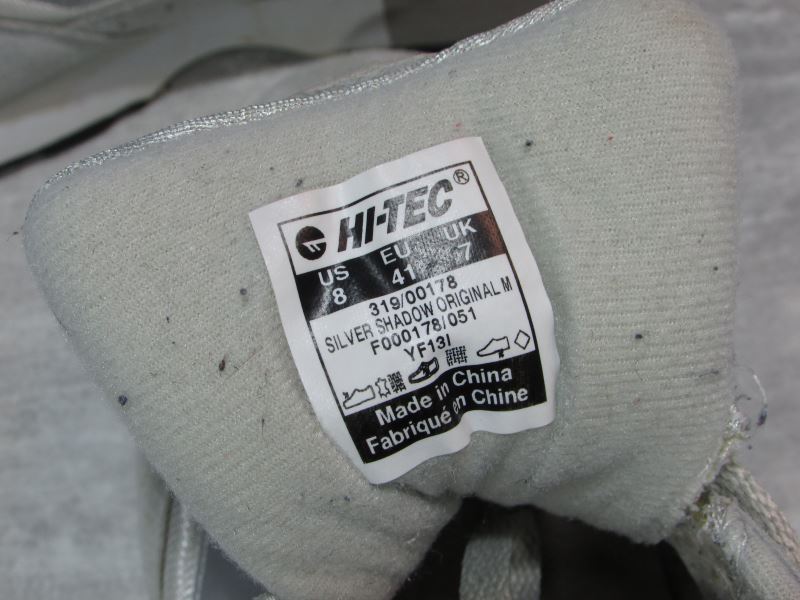 HI-TEC®
US EU UK
8 41 7
319/00178
SILVER SHADOW ORIGINAL M
F000178/051
YF13I
Made in China
Fabriqué en Chine